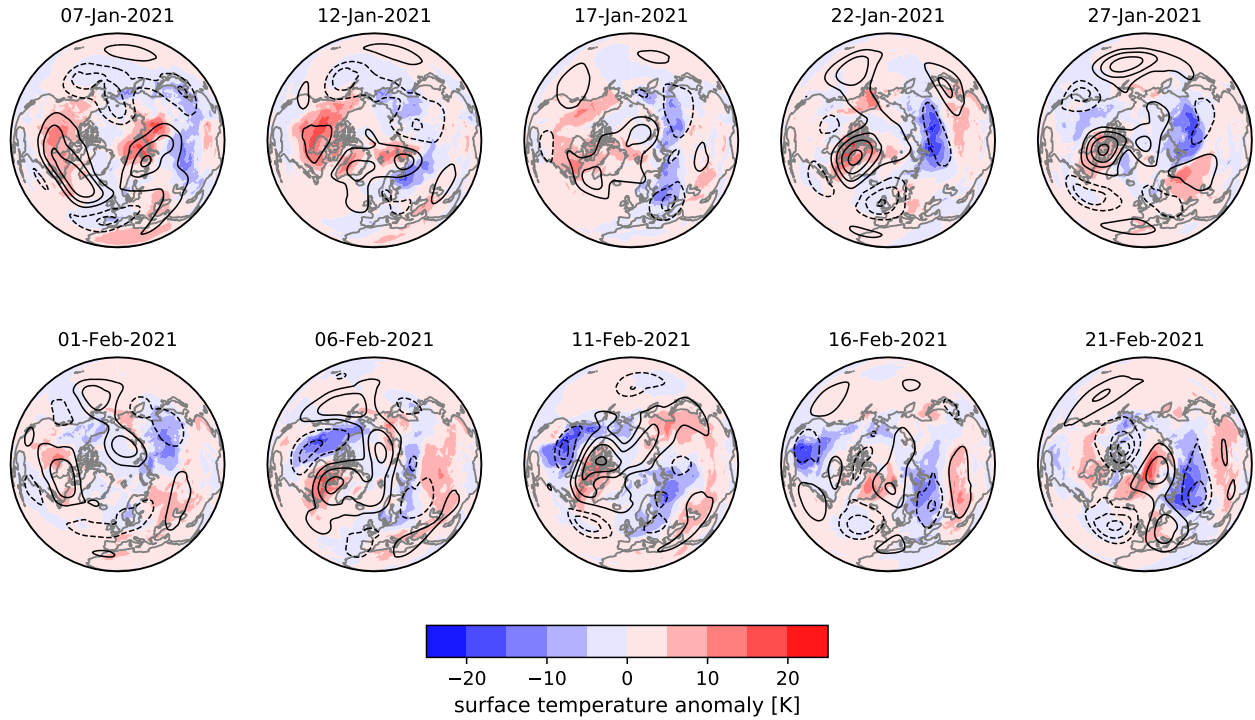 07-Jan-2021 12-Jan-2021 17-Jan-2021 22-Jan-2021 27-Jan-2021
01-Feb-2021 06-Feb-2021 11-Feb-2021 16-Feb-2021 21-Feb-2021
−20 −10 0 10 20
surface temperature anomaly [K]